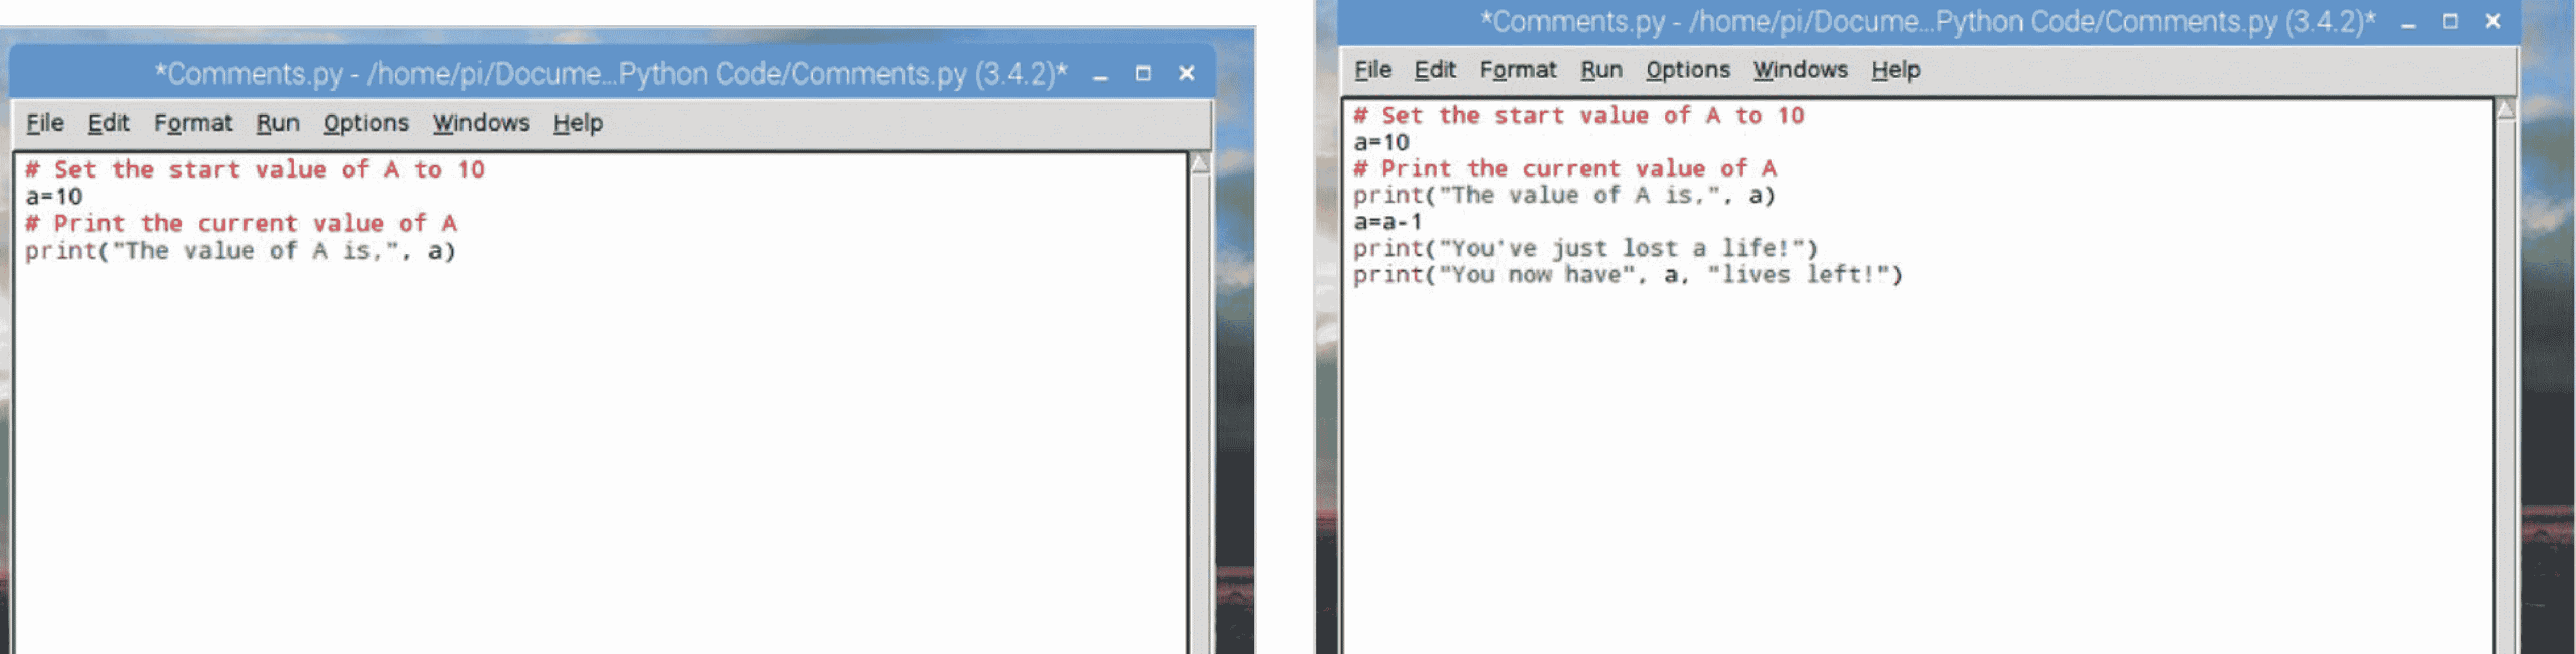 *Comments.py - /home/pi/Docume...Python Code/Comments.py (3.4.2)*
File Edit Format Run Options Windows Help
# Set the start value of A to 10
a=10
# Print the current value of A
print("The value of A is,", a)
*Comments.py - /home/pi/Docume...Python Code/Comments.py (3.4.2)*
File Edit Format Run Options Windows Help
# Set the start value of A to 10
a=10
# Print the current value of A
print("The value of A is,", a)
a=a-1
print("You've just lost a life!")
print("You now have", a, "lives left!")